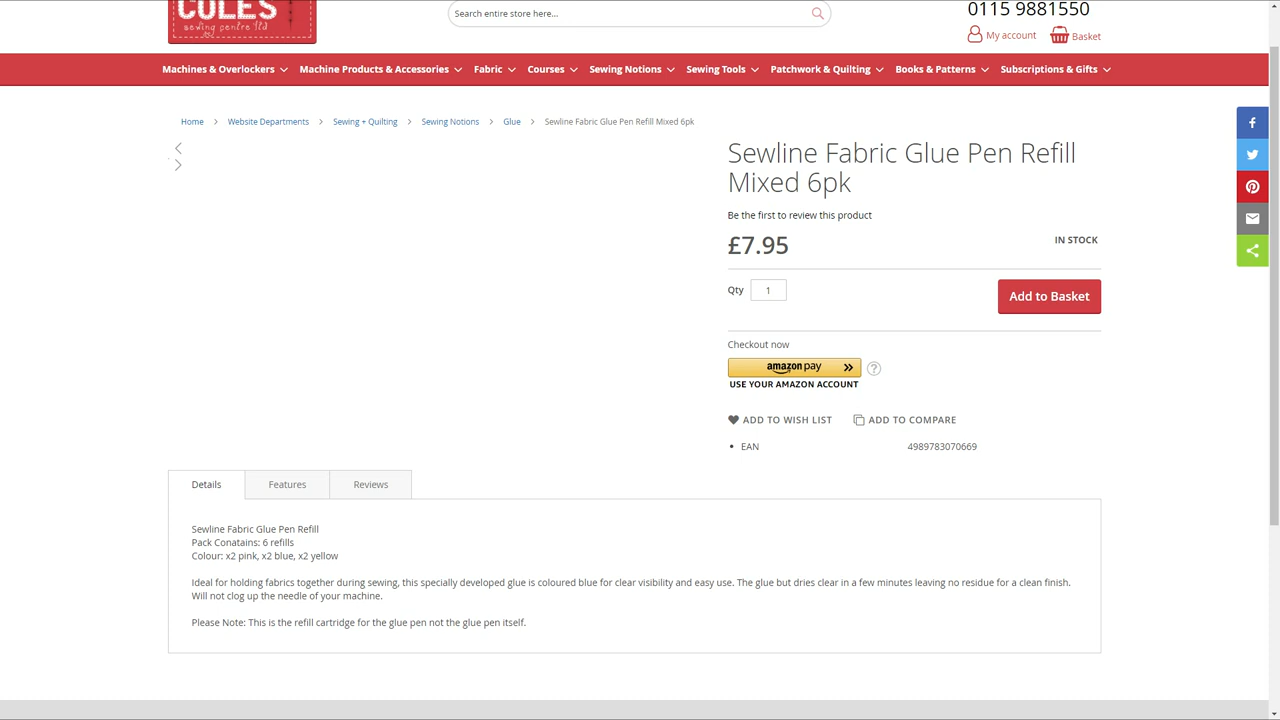 COLES
sewing centre ltd
Search entire store here...
0115 9881550
My account
Basket
Machines & Overlockers
Machine Products & Accessories
Fabric
Courses
Sewing Notions
Sewing Tools
Patchwork & Quilting
Books & Patterns
Subscriptions & Gifts
Home > Website Departments > Sewing + Quilting > Sewing Notions > Glue > Sewline Fabric Glue Pen Refill Mixed 6pk
Sewline Fabric Glue Pen Refill
Mixed 6pk
Be the first to review this product
£7.95
IN STOCK
Qty
1
Add to Basket
Checkout now
amazon pay
?
USE YOUR AMAZON ACCOUNT
ADD TO WISH LIST
ADD TO COMPARE
• EAN 4989783070669
Details
Features
Reviews
Sewline Fabric Glue Pen Refill
Pack Conatains: 6 refills
Colour: x2 pink, x2 blue, x2 yellow
Ideal for holding fabrics together during sewing, this specially developed glue is coloured blue for clear visibility and easy use. The glue but dries clear in a few minutes leaving no residue for a clean finish.
Will not clog up the needle of your machine.
Please Note: This is the refill cartridge for the glue pen not the glue pen itself.